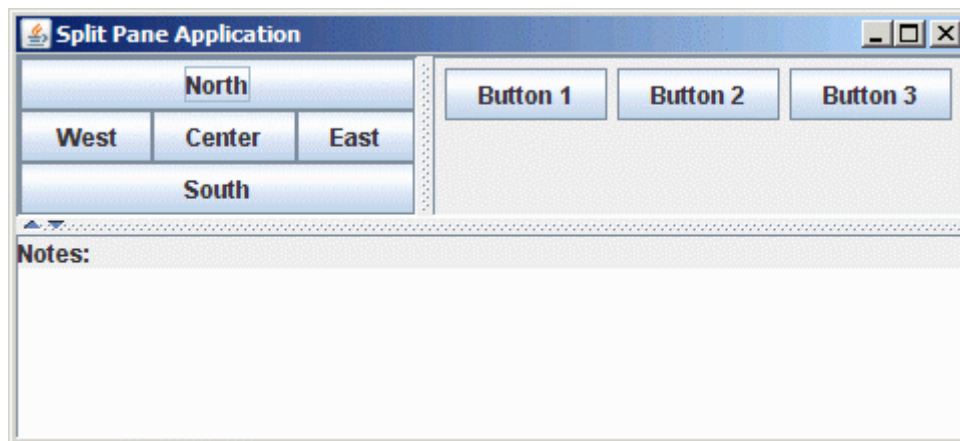 Split Pane Application
North
West Center East
South
Button 1 Button 2 Button 3
Notes: